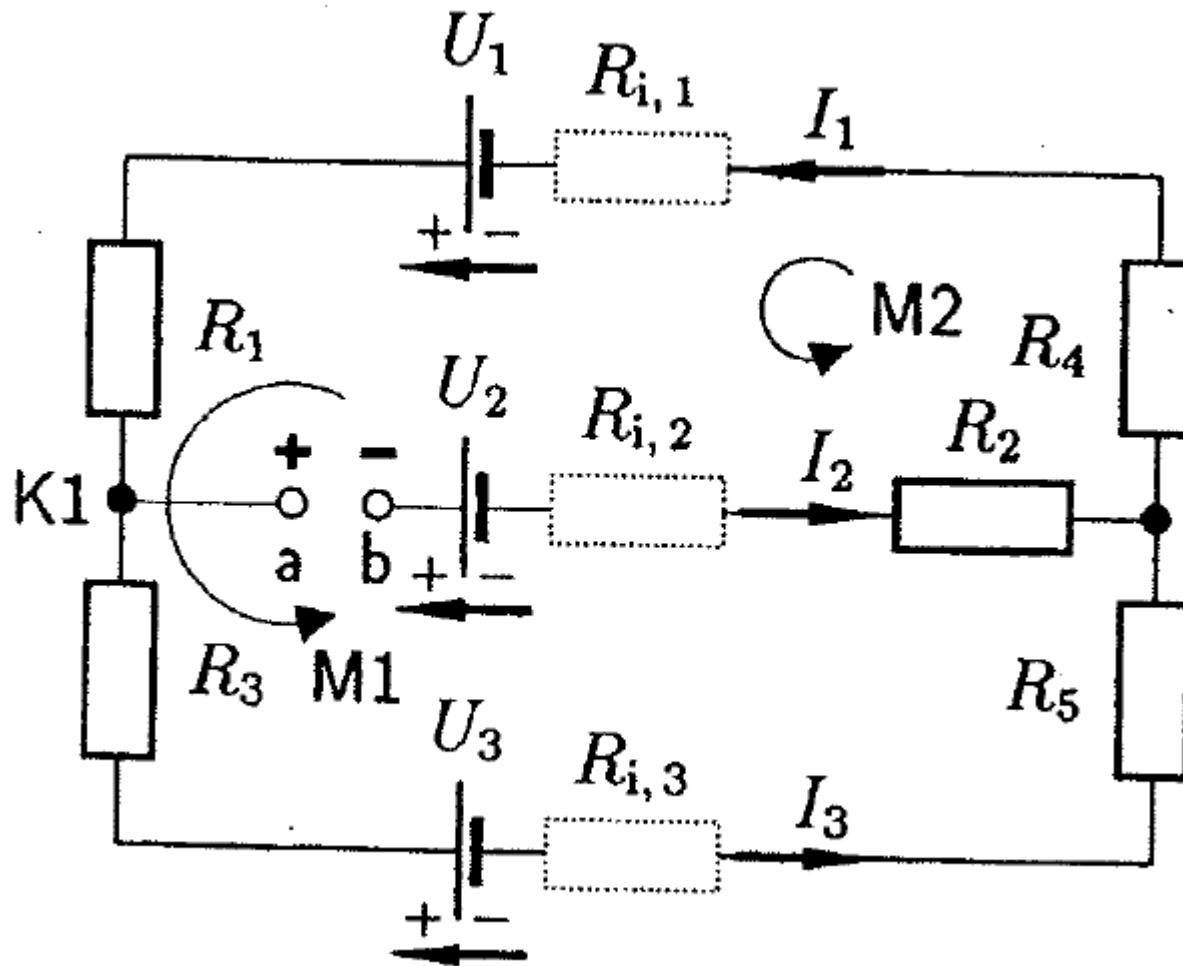 U₁
Rᵢ, ₁
I₁
+ −
R₁
M2
R₄
U₂
Rᵢ, ₂
I₂
R₂
K1
+ −
a b
+ −
R₃
M1
R₅
U₃
Rᵢ, ₃
I₃
+ −